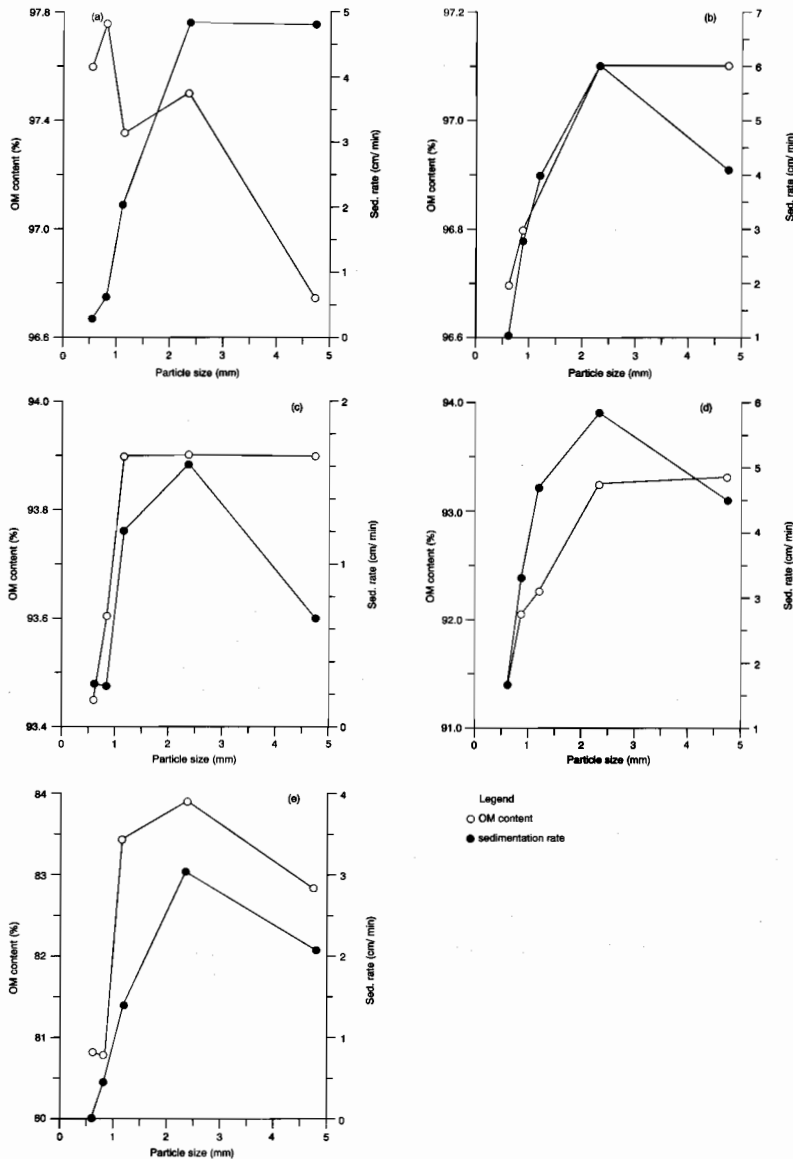 (a)
97.8
97.4
97.0
96.6
OM content (%)
5
4
3
2
1
0
Sed. rate (cm/ min)
0 1 2 3 4 5
Particle size (mm)
(b)
97.2
97.0
96.8
96.6
OM content (%)
7
6
5
4
3
2
1
Sed. rate (cm/ min)
0 1 2 3 4 5
Particle size (mm)
(c)
94.0
93.8
93.6
93.4
OM content (%)
2
1
0
Sed. rate (cm/ min)
0 1 2 3 4 5
Particle size (mm)
(d)
94.0
93.0
92.0
91.0
OM content (%)
6
5
4
3
2
1
Sed. rate (cm/ min)
0 1 2 3 4 5
Particle size (mm)
(e)
84
83
82
81
80
OM content (%)
4
3
2
1
0
Sed. rate (cm/ min)
0 1 2 3 4 5
Particle size (mm)
Legend
OM content
sedimentation rate